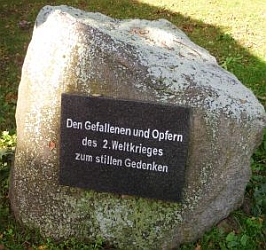 Den Gefallenen und Opfern
des 2. Weltkrieges
zum stillen Gedenken